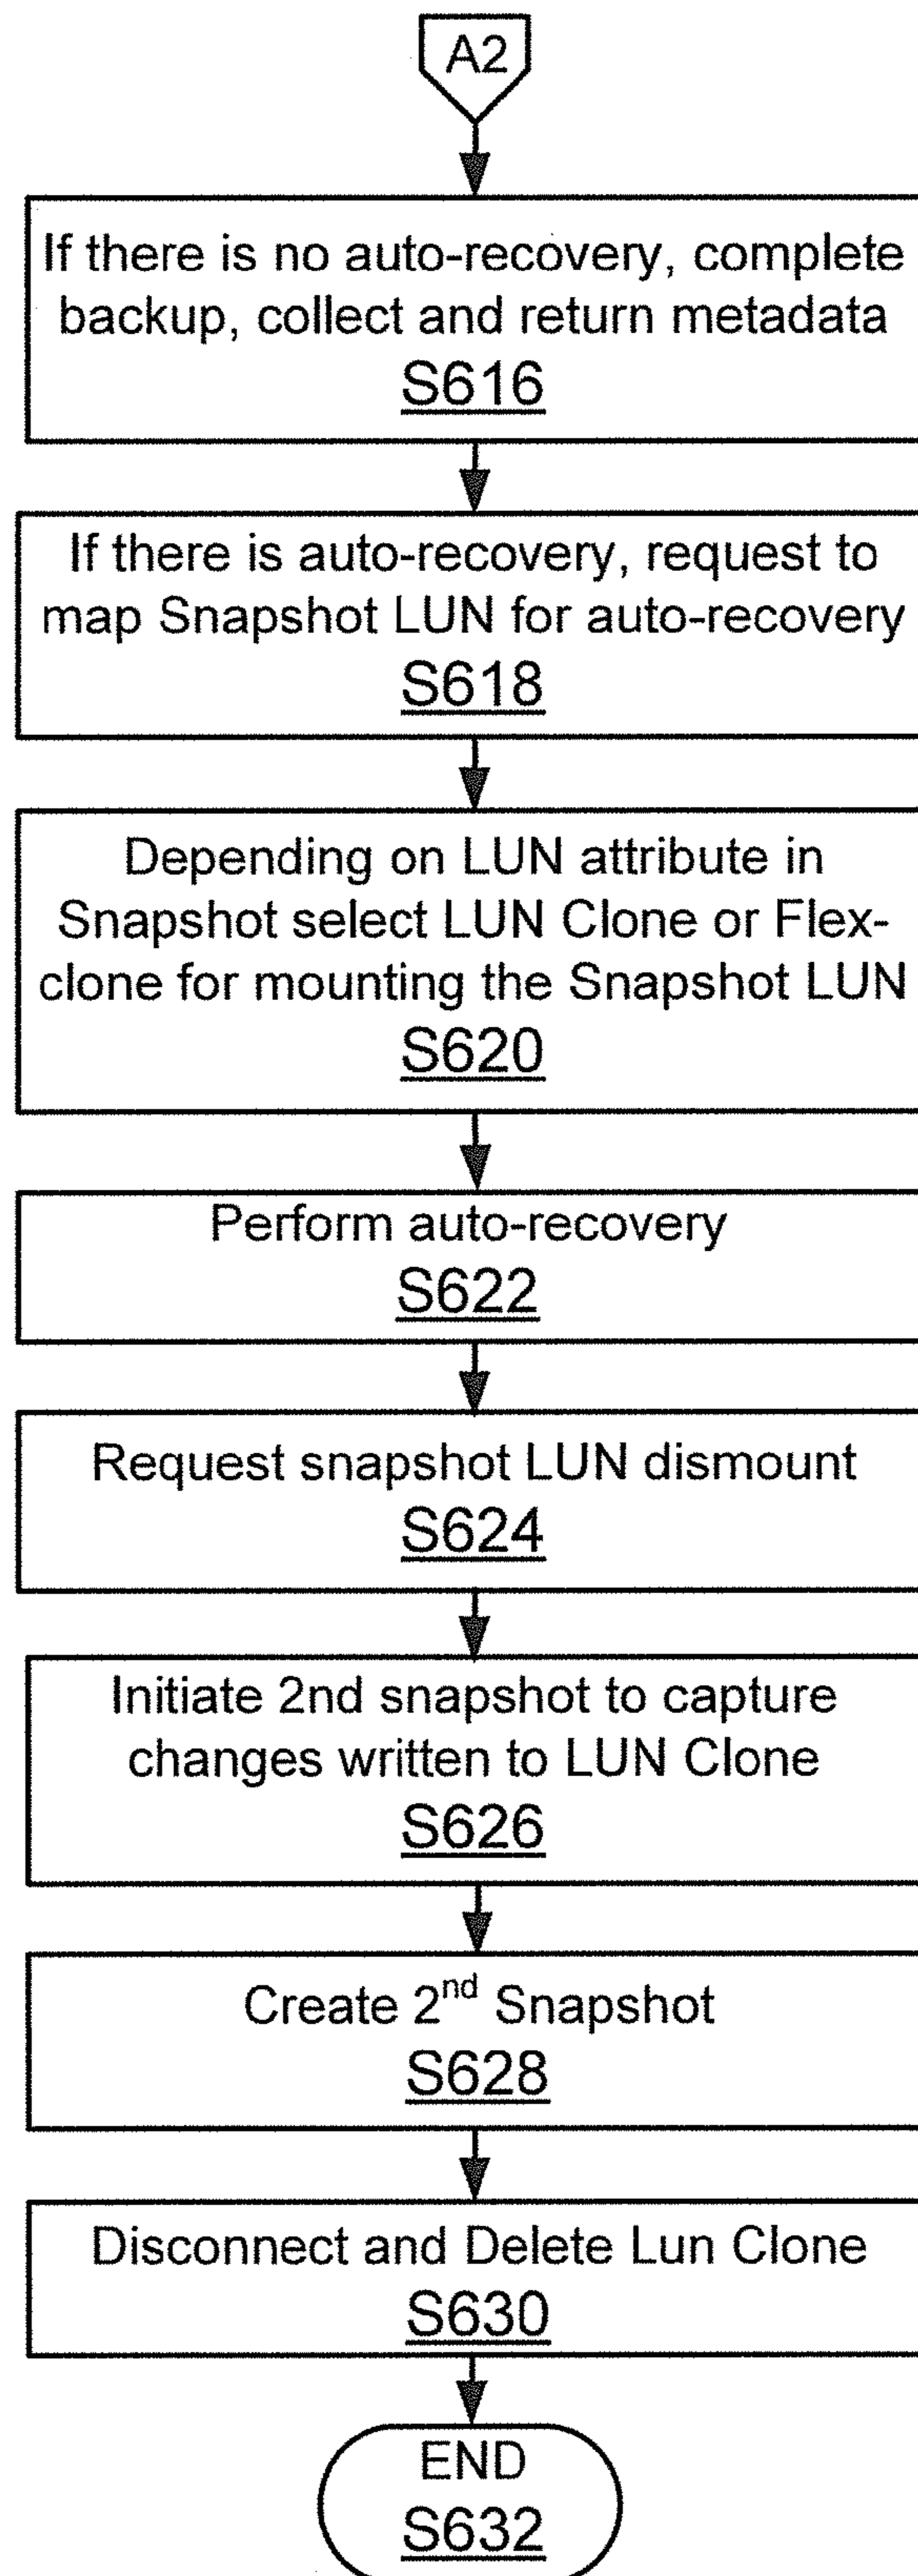 A2
If there is no auto-recovery, complete
backup, collect and return metadata
S616
If there is auto-recovery, request to
map Snapshot LUN for auto-recovery
S618
Depending on LUN attribute in
Snapshot select LUN Clone or Flex-
clone for mounting the Snapshot LUN
S620
Perform auto-recovery
S622
Request snapshot LUN dismount
S624
Initiate 2nd snapshot to capture
changes written to LUN Clone
S626
Create 2nd Snapshot
S628
Disconnect and Delete Lun Clone
S630
END
S632